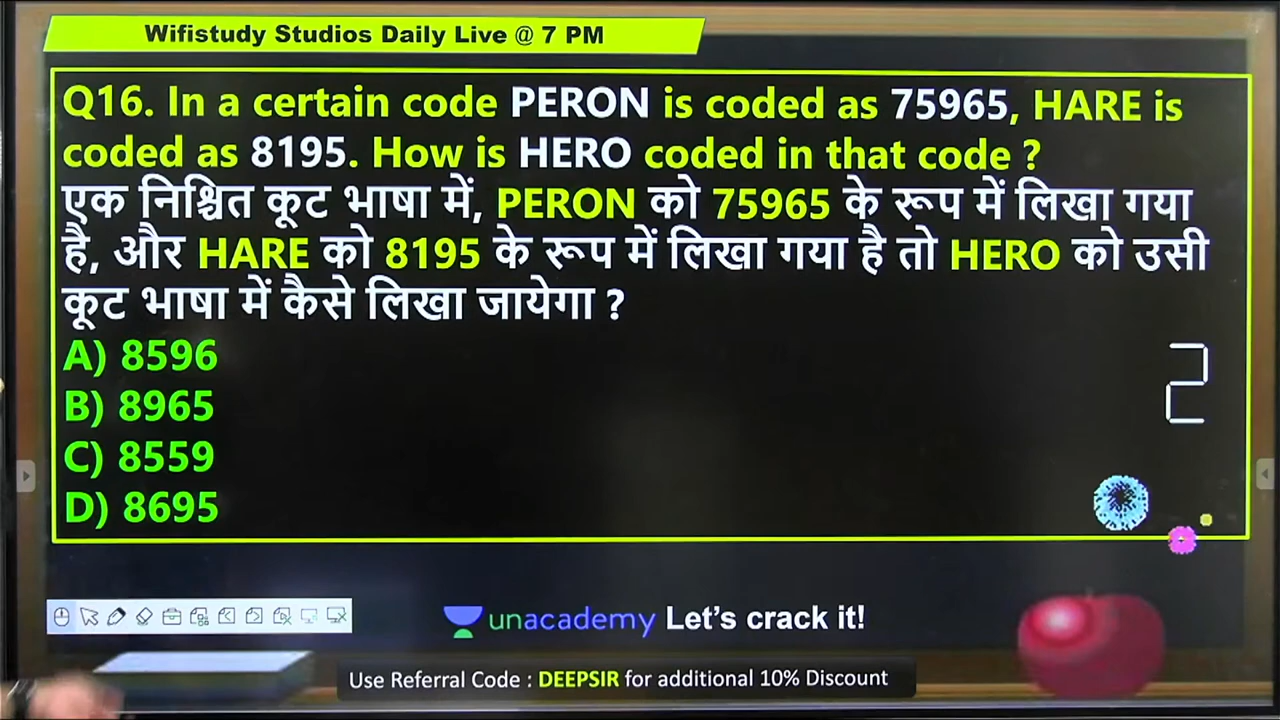 Wifistudy Studios Daily Live @ 7 PM
Q16. In a certain code PERON is coded as 75965, HARE is
coded as 8195. How is HERO coded in that code ?
एक निश्चित कूट भाषा में, PERON को 75965 के रूप में लिखा गया
है, और HARE को 8195 के रूप में लिखा गया है तो HERO को उसी
कूट भाषा में कैसे लिखा जायेगा ?
A) 8596
B) 8965
C) 8559
D) 8695
2
unacademy Let's crack it!
Use Referral Code : DEEPSIR for additional 10% Discount